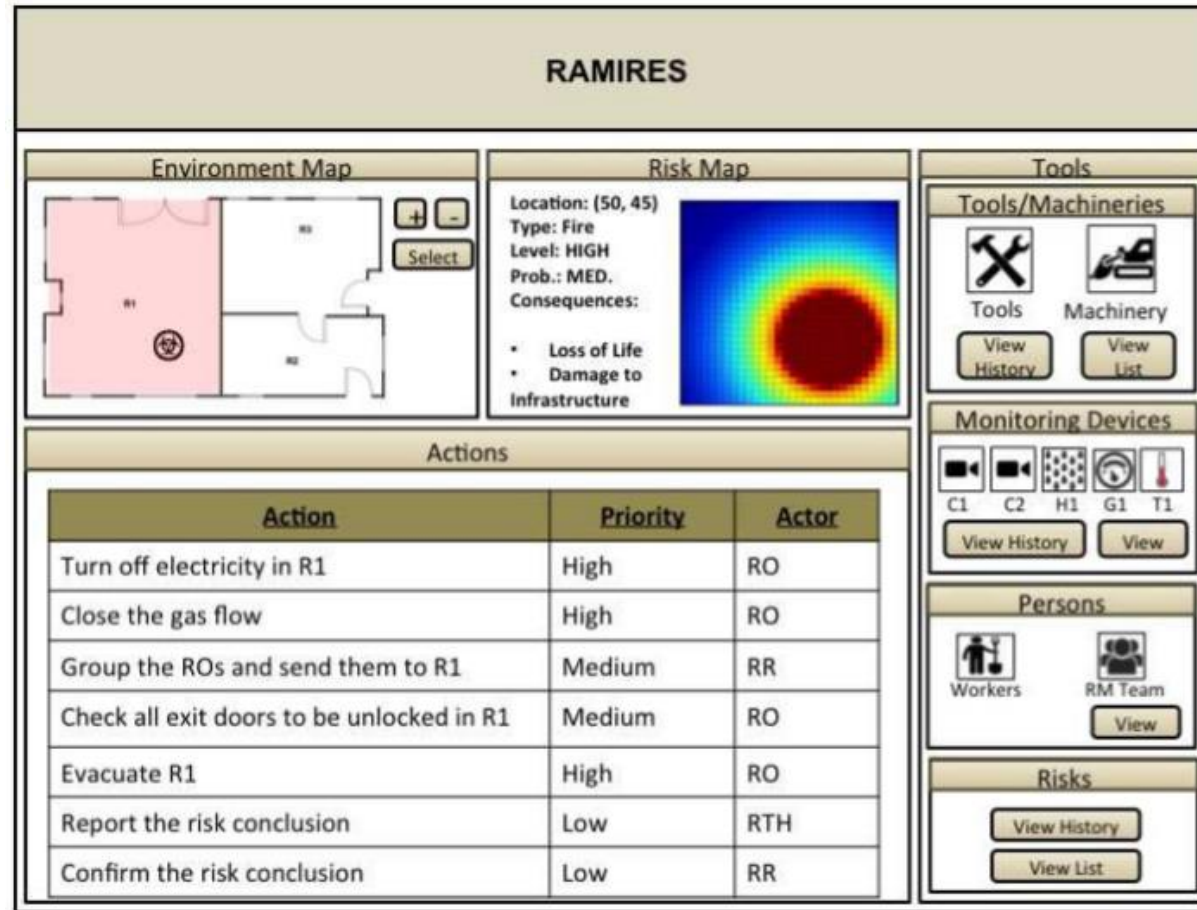 RAMIRES
Environment Map
R1
R3
R2
+
-
Select
Risk Map
Location: (50, 45)
Type: Fire
Level: HIGH
Prob.: MED.
Consequences:
• Loss of Life
• Damage to
Infrastructure
Actions
Action Priority Actor
Turn off electricity in R1 High RO
Close the gas flow High RO
Group the ROs and send them to R1 Medium RR
Check all exit doors to be unlocked in R1 Medium RO
Evacuate R1 High RO
Report the risk conclusion Low RTH
Confirm the risk conclusion Low RR
Tools
Tools/Machineries
Tools Machinery
View
History
View
List
Monitoring Devices
C1 C2 H1 G1 T1
View History View
Persons
Workers RM Team
View
Risks
View History
View List